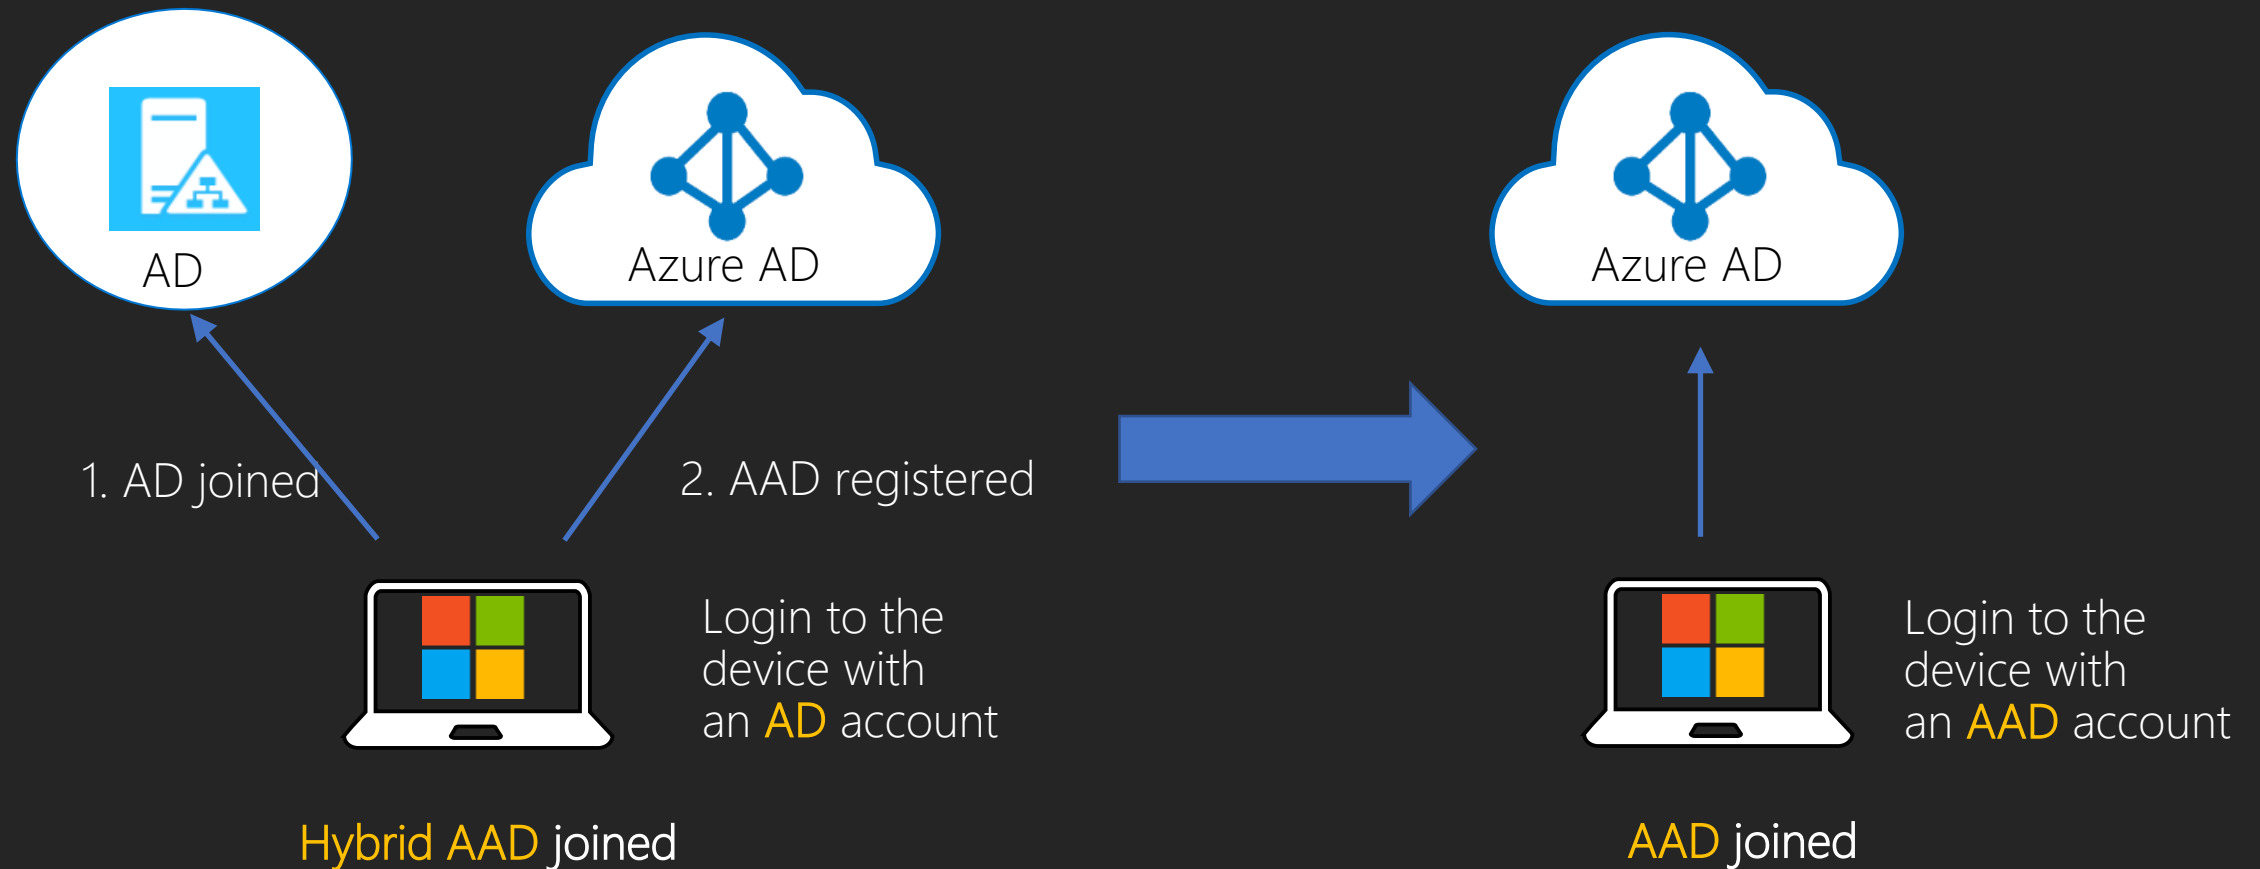 AD
Azure AD
Azure AD
1. AD joined
2. AAD registered
Login to the
device with
an AD account
Login to the
device with
an AAD account
Hybrid AAD joined
AAD joined